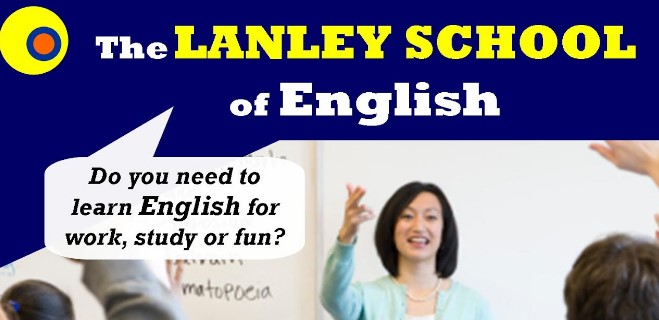 The LANLEY SCHOOL
of English
Do you need to
learn English for
work, study or fun?
matopoeia